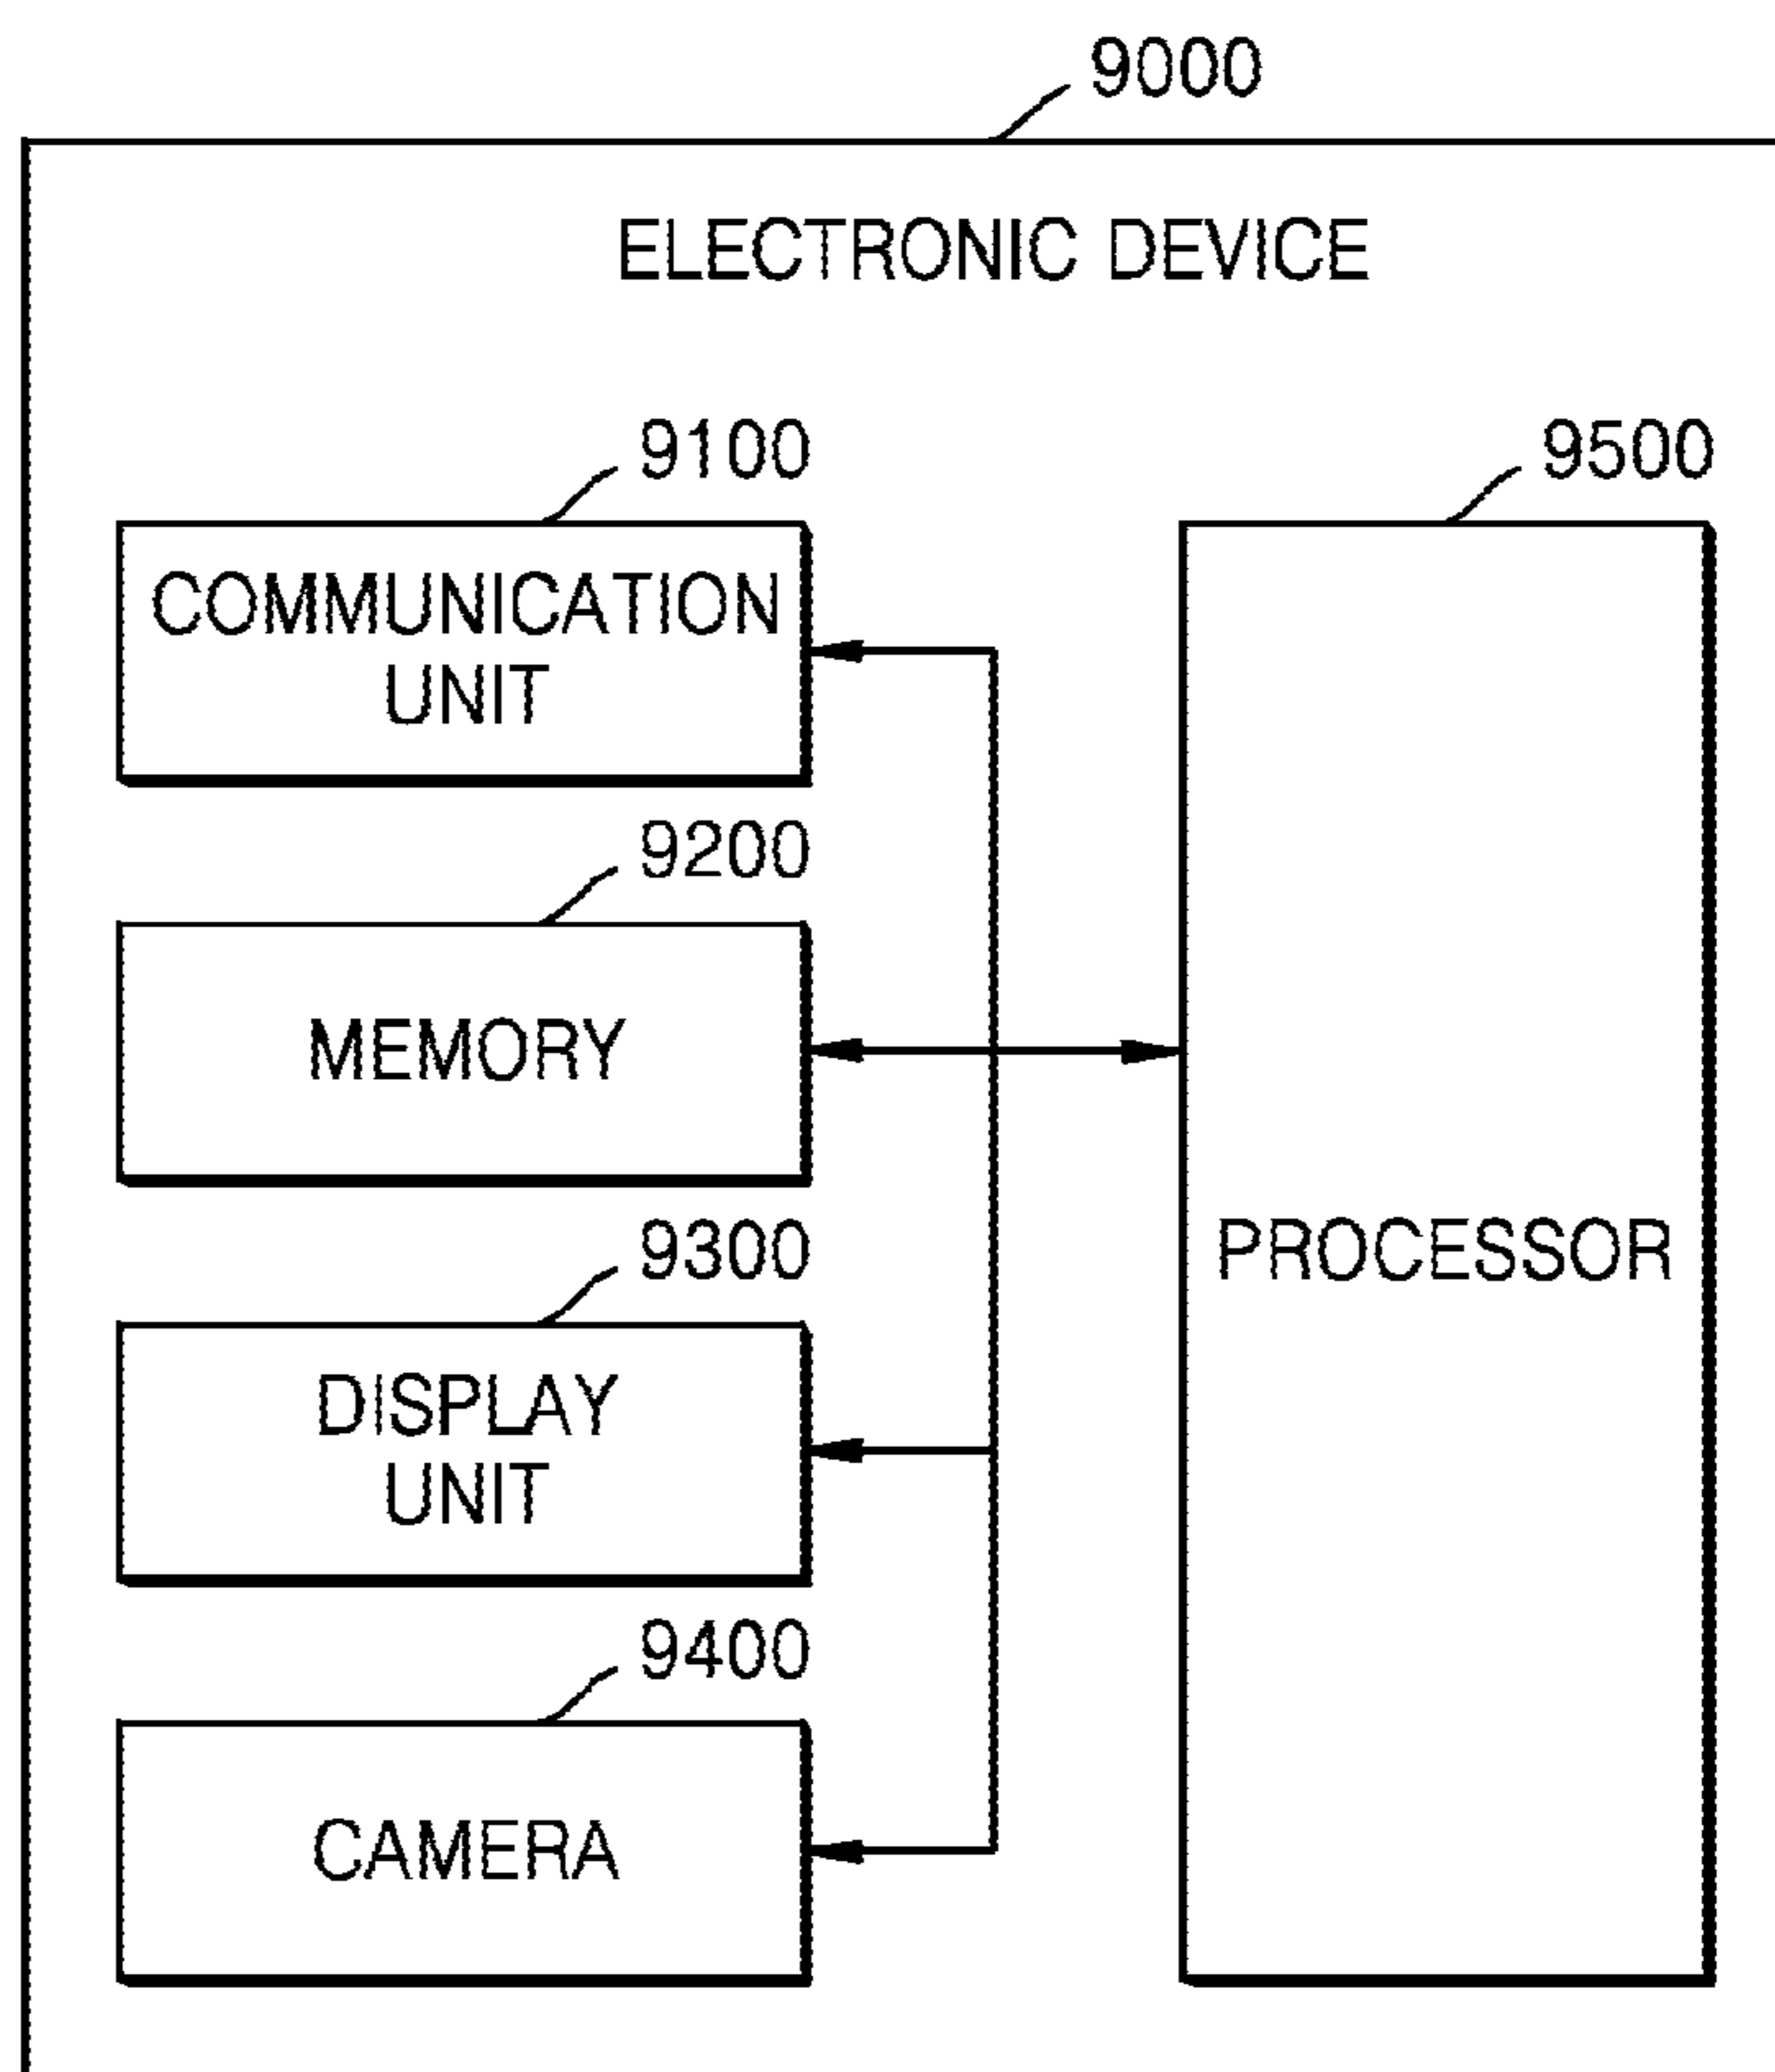 9000
ELECTRONIC DEVICE
9100
COMMUNICATION
UNIT
9200
MEMORY
9300
DISPLAY
UNIT
9400
CAMERA
9500
PROCESSOR